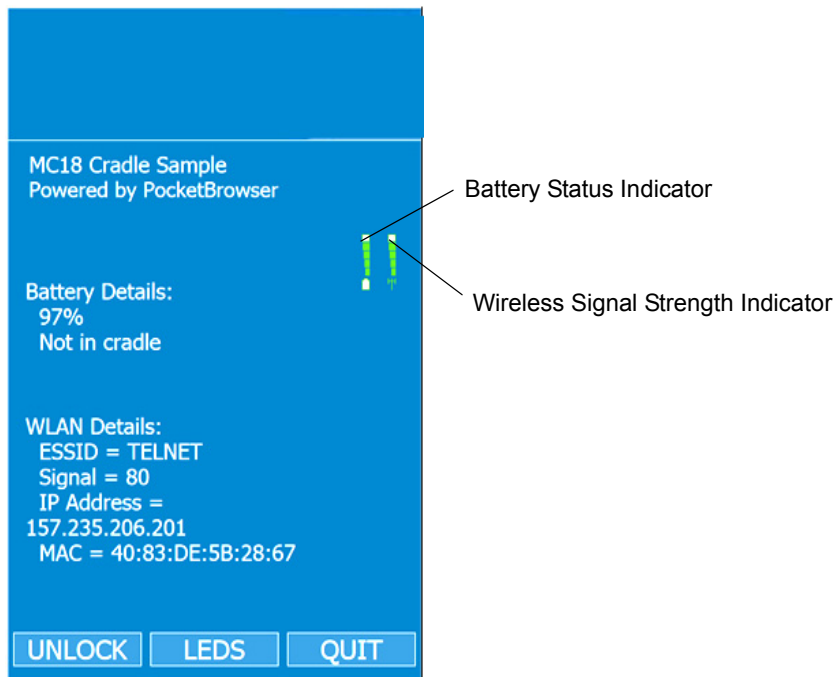 MC18 Cradle Sample
Powered by PocketBrowser
Battery Status Indicator
Wireless Signal Strength Indicator
Battery Details:
97%
Not in cradle
WLAN Details:
ESSID = TELNET
Signal = 80
IP Address =
157.235.206.201
MAC = 40:83:DE:5B:28:67
UNLOCK LEDS QUIT